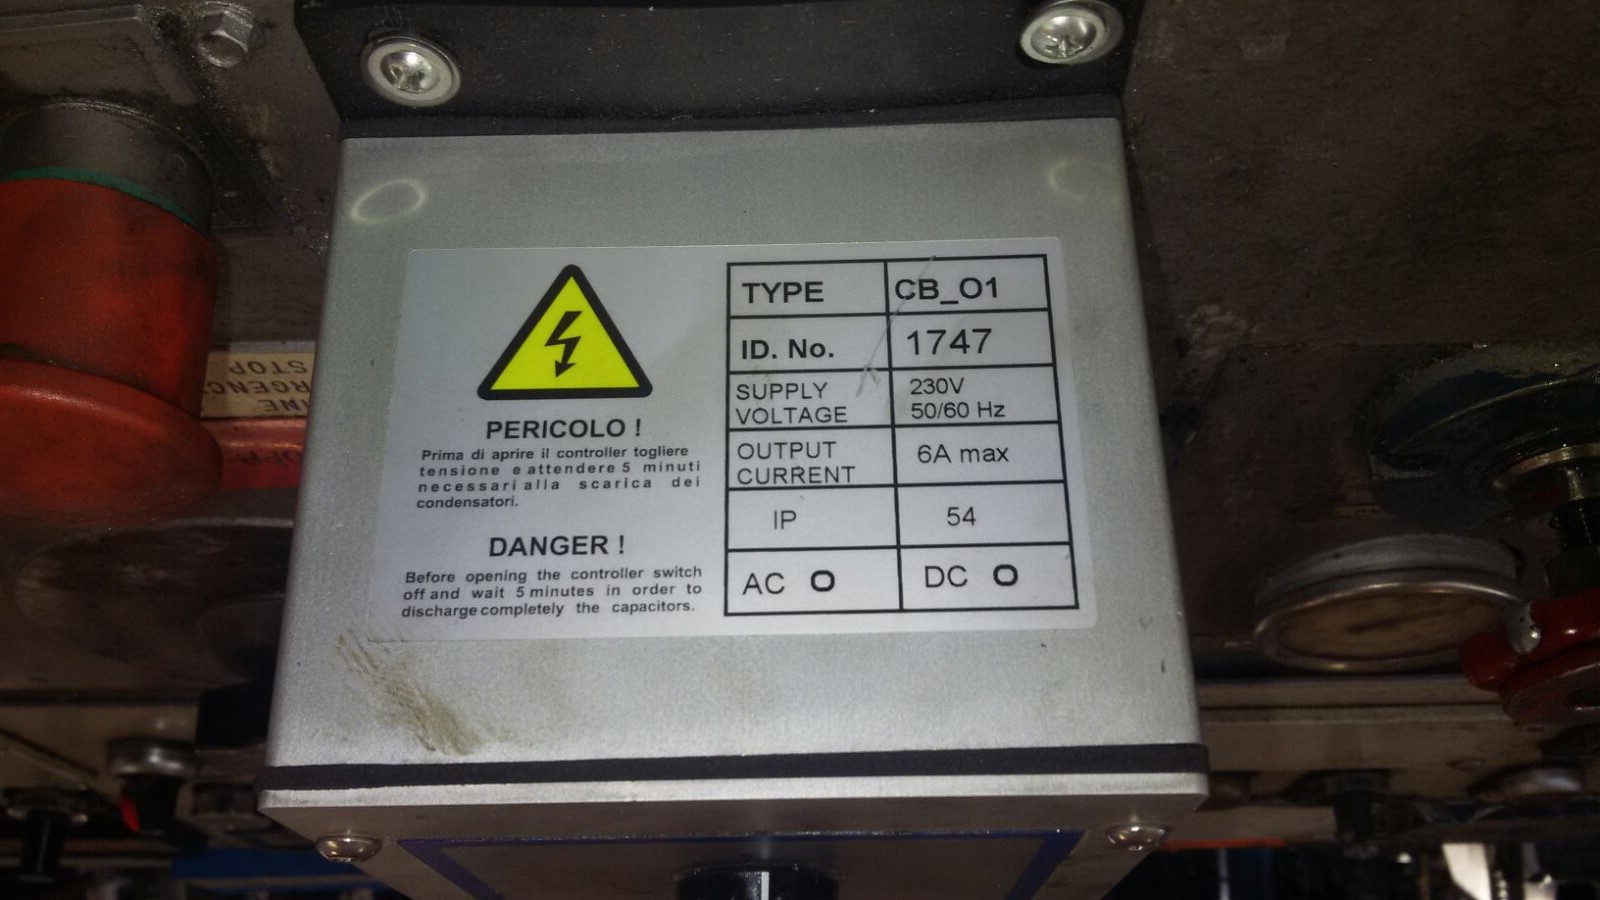 PERICOLO !
Prima di aprire il controller togliere
tensione e attendere 5 minuti
necessari alla scarica dei
condensatori.
DANGER !
Before opening the controller switch
off and wait 5 minutes in order to
discharge completely the capacitors.
TYPE CB_O1
ID. No. 1747
SUPPLY VOLTAGE 230V 50/60 Hz
OUTPUT CURRENT 6A max
IP 54
AC O DC O
STOP